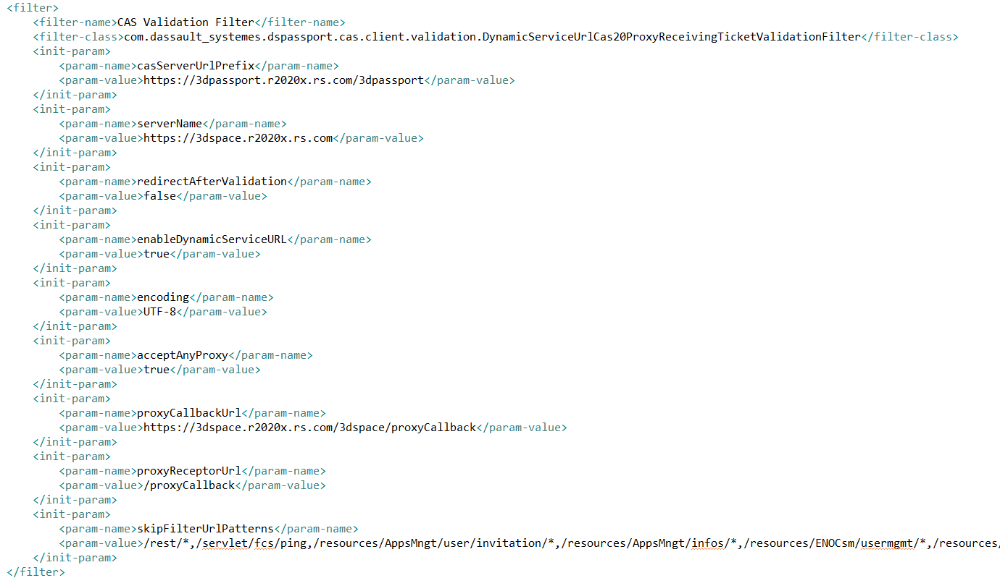 <filter>
<filter-name>CAS Validation Filter</filter-name>
<filter-class>com.dassault_systemes.dspassport.cas.client.validation.DynamicServiceUrlCas20ProxyReceivingTicketValidationFilter</filter-class>
<init-param>
<param-name>casServerUrlPrefix</param-name>
<param-value>https://3dpassport.r2020x.rs.com/3dpassport</param-value>
</init-param>
<init-param>
<param-name>serverName</param-name>
<param-value>https://3dspace.r2020x.rs.com</param-value>
</init-param>
<init-param>
<param-name>redirectAfterValidation</param-name>
<param-value>false</param-value>
</init-param>
<init-param>
<param-name>enableDynamicServiceURL</param-name>
<param-value>true</param-value>
</init-param>
<init-param>
<param-name>encoding</param-name>
<param-value>UTF-8</param-value>
</init-param>
<init-param>
<param-name>acceptAnyProxy</param-name>
<param-value>true</param-value>
</init-param>
<init-param>
<param-name>proxyCallbackUrl</param-name>
<param-value>https://3dspace.r2020x.rs.com/3dspace/proxyCallback</param-value>
</init-param>
<init-param>
<param-name>proxyReceptorUrl</param-name>
<param-value>/proxyCallback</param-value>
</init-param>
<init-param>
<param-name>skipFilterUrlPatterns</param-name>
<param-value>/rest/*,/servlet/fcs/ping,/resources/AppsMngt/user/invitation/*,/resources/AppsMngt/infos/*,/resources/ENOCsm/usermgmt/*,/resources/
</init-param>
</filter>